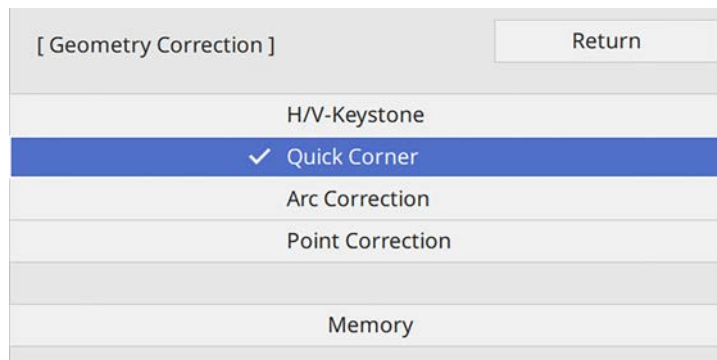 [ Geometry Correction ]
Return
H/V-Keystone
Quick Corner
Arc Correction
Point Correction
Memory